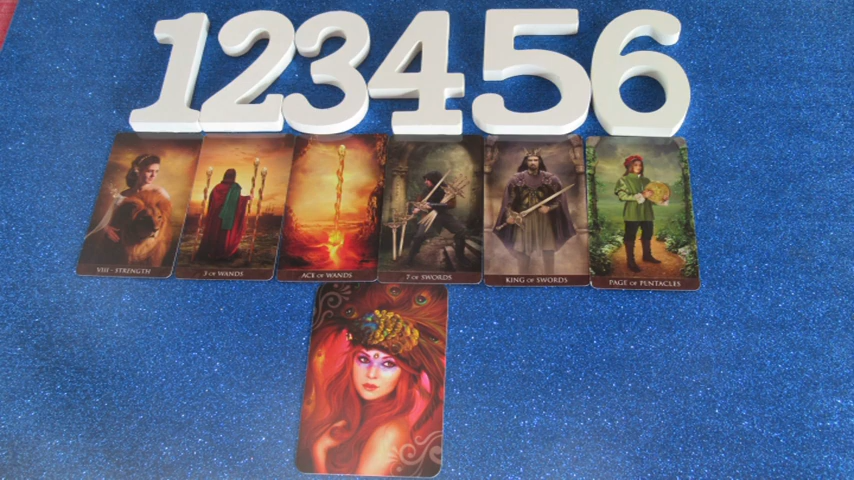 123456
VIII - STRENGTH
3 OF WANDS
ACE OF WANDS
7 OF SWORDS
KING OF SWORDS
PAGE OF PENTACLES